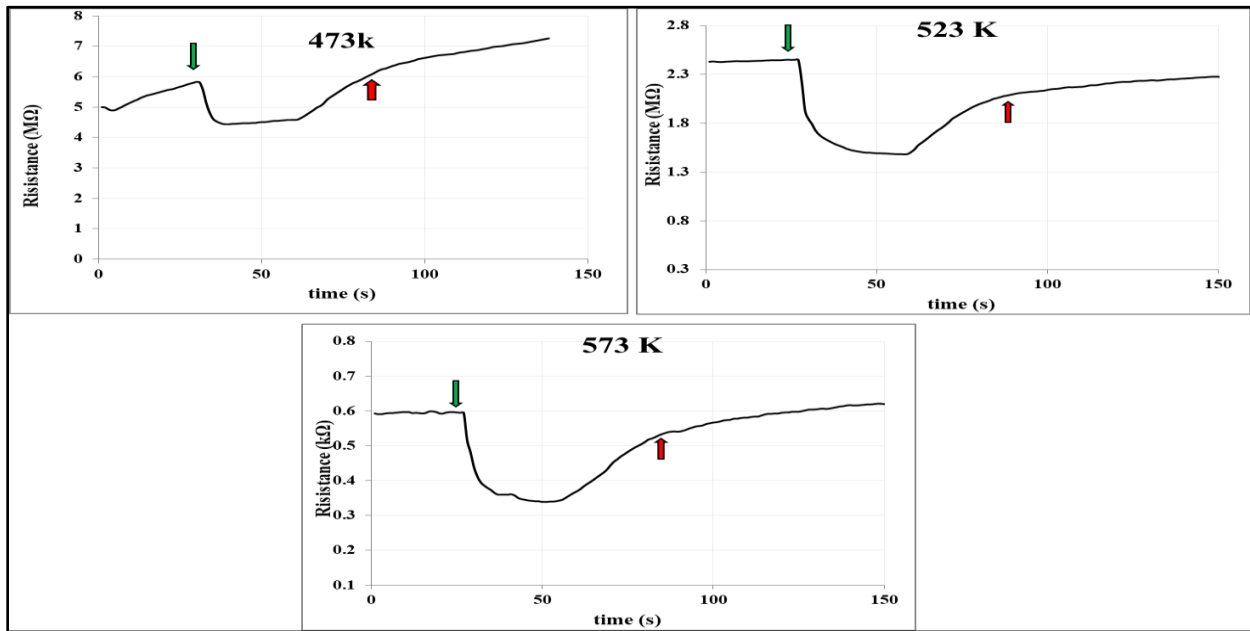 473k
Risistance (MΩ)
8
7
6
5
4
3
2
1
0
0 50 100 150
time (s)
523 K
Risistance (MΩ)
2.8
2.3
1.8
1.3
0.8
0.3
0 50 100 150
time (s)
573 K
Risistance (kΩ)
0.8
0.7
0.6
0.5
0.4
0.3
0.2
0.1
0 50 100 150
time (s)